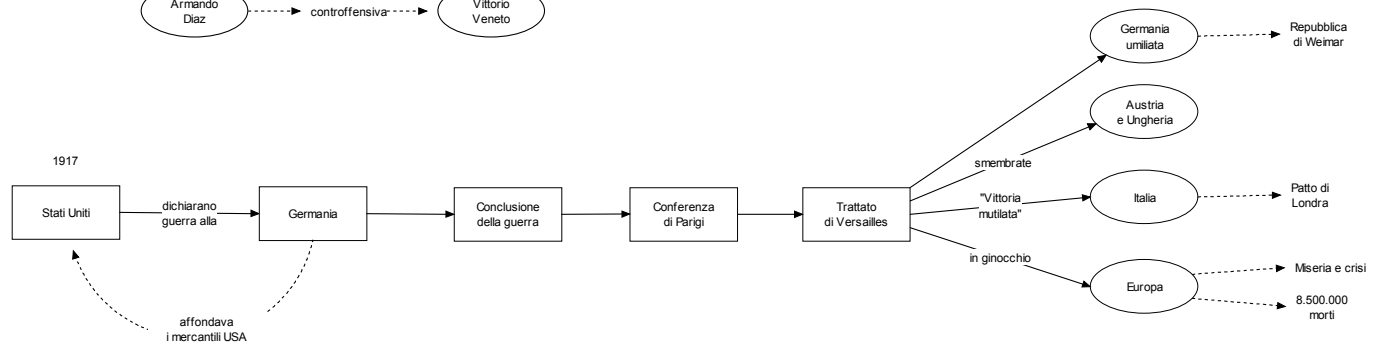 Armando
Diaz
controffensiva
Vittorio
Veneto
Germania
umiliata
Repubblica
di Weimar
Austria
e Ungheria
1917
smembrate
Stati Uniti
dichiarano
guerra alla
Germania
Conclusione
della guerra
Conferenza
di Parigi
Trattato
di Versailles
"Vittoria
mutilata"
Italia
Patto di
Londra
in ginocchio
Europa
Miseria e crisi
8.500.000
morti
affondava
i mercantili USA